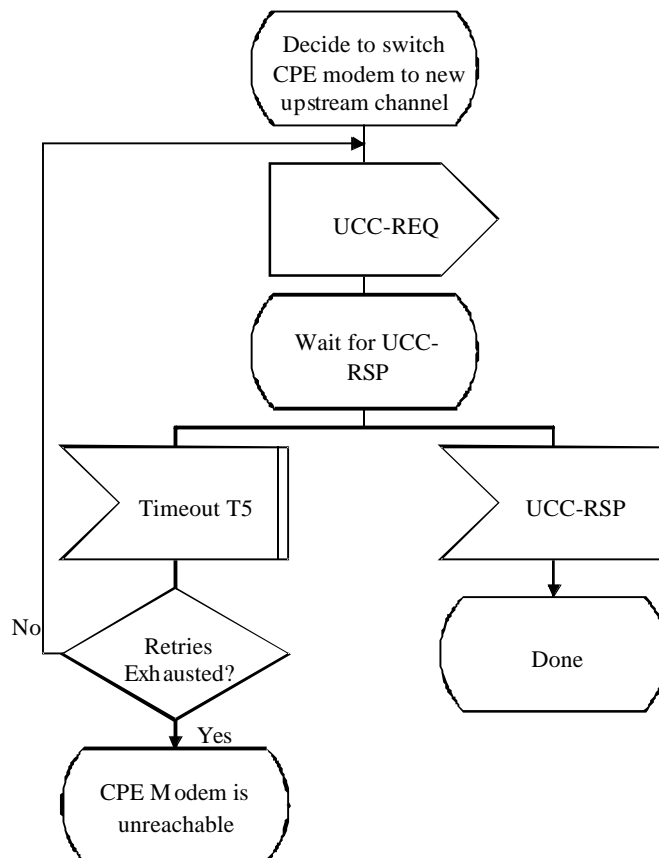 Decide to switch
CPE modem to new
upstream channel
UCC-REQ
Wait for UCC-
RSP
Timeout T5
UCC-RSP
No
Retries
Exhausted?
Done
Yes
CPE Modem is
unreachable